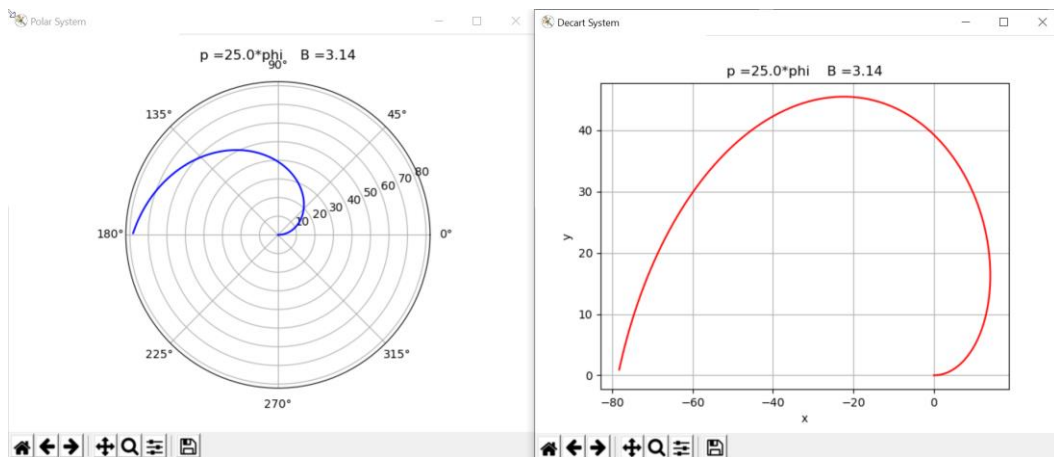 Polar System
p =25.0*phi B =3.14
90°
135°
45°
180°
0°
10 20 30 40 50 60 70 80
225°
315°
270°
Decart System
p =25.0*phi B =3.14
40
30
20
10
0
y
−80 −60 −40 −20 0
x